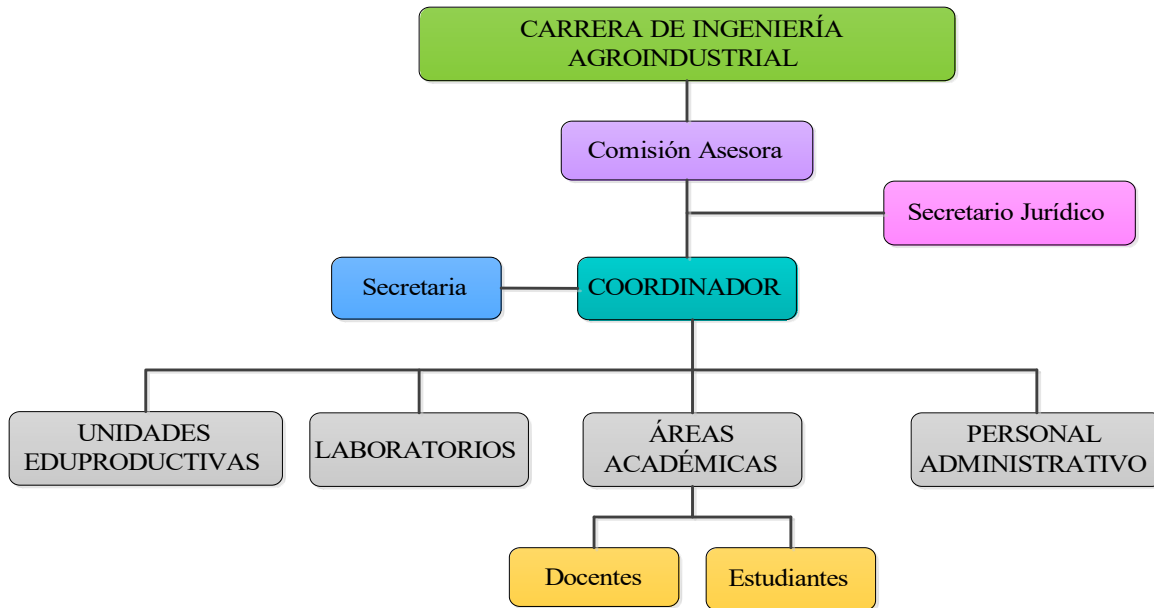 CARRERA DE INGENIERÍA
AGROINDUSTRIAL
Comisión Asesora
Secretario Jurídico
Secretaria
COORDINADOR
UNIDADES
EDUPRODUCTIVAS
LABORATORIOS
ÁREAS
ACADÉMICAS
PERSONAL
ADMINISTRATIVO
Docentes
Estudiantes